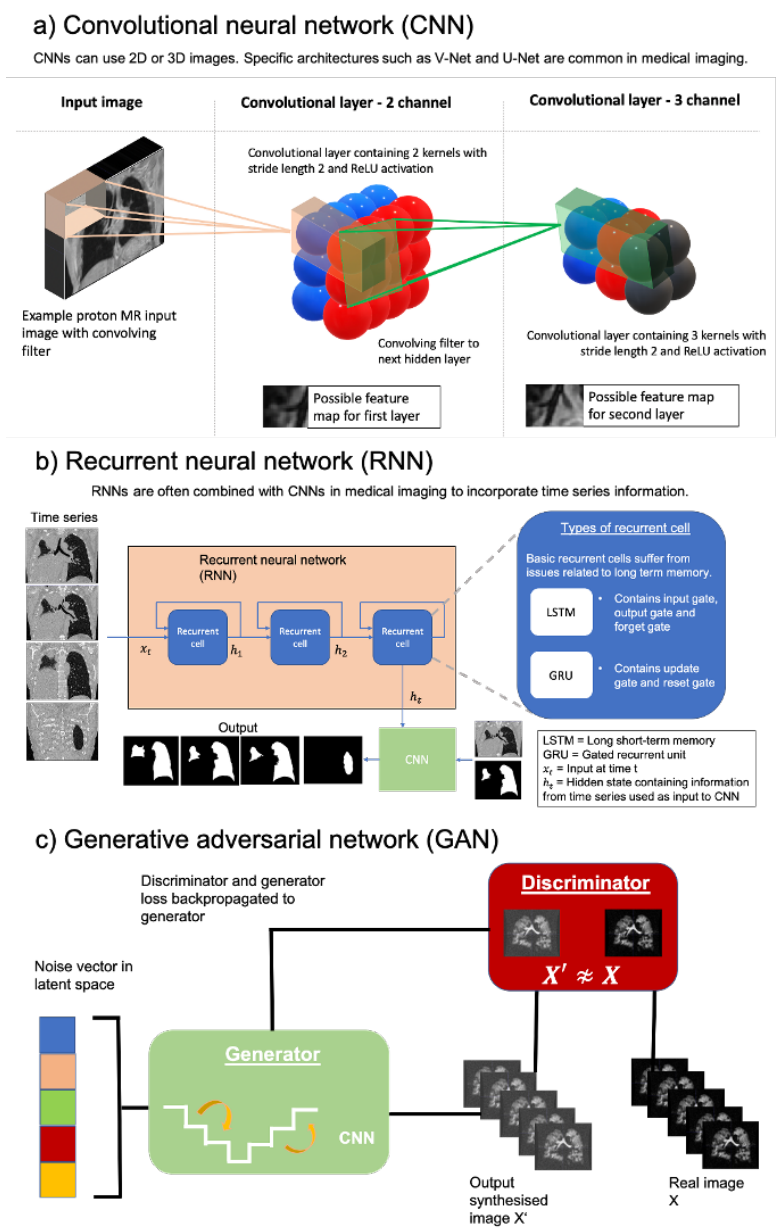 a) Convolutional neural network (CNN)
CNNs can use 2D or 3D images. Specific architectures such as V-Net and U-Net are common in medical imaging.
Input image
Convolutional layer - 2 channel
Convolutional layer - 3 channel
Convolutional layer containing 2 kernels with
stride length 2 and ReLU activation
Example proton MR input
image with convolving
filter
Convolving filter to
next hidden layer
Convolutional layer containing 3 kernels with
stride length 2 and ReLU activation
Possible feature
map for first layer
Possible feature map
for second layer
b) Recurrent neural network (RNN)
RNNs are often combined with CNNs in medical imaging to incorporate time series information.
Time series
Recurrent neural network
(RNN)
Recurrent
cell
Recurrent
cell
Recurrent
cell
x_t
h_1
h_2
h_t
Types of recurrent cell
Basic recurrent cells suffer from
issues related to long term memory.
LSTM
• Contains input gate,
output gate and
forget gate
GRU
• Contains update
gate and reset gate
Output
CNN
LSTM = Long short-term memory
GRU = Gated recurrent unit
x_t = Input at time t
h_t = Hidden state containing information
from time series used as input to CNN
c) Generative adversarial network (GAN)
Discriminator and generator
loss backpropagated to
generator
Discriminator
X' ≉ X
Noise vector in
latent space
Generator
CNN
Output
synthesised
image X‘
Real image
X